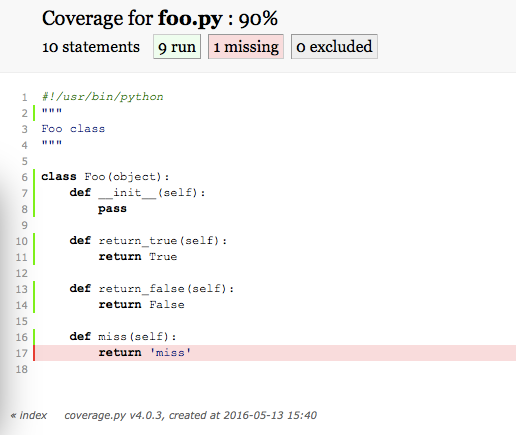 Coverage for foo.py : 90%
10 statements 9 run 1 missing 0 excluded
1 #!/usr/bin/python
2 """
3 Foo class
4 """
5
6 class Foo(object):
7     def __init__(self):
8         pass
9
10     def return_true(self):
11         return True
12
13     def return_false(self):
14         return False
15
16     def miss(self):
17         return 'miss'
18
« index coverage.py v4.0.3, created at 2016-05-13 15:40